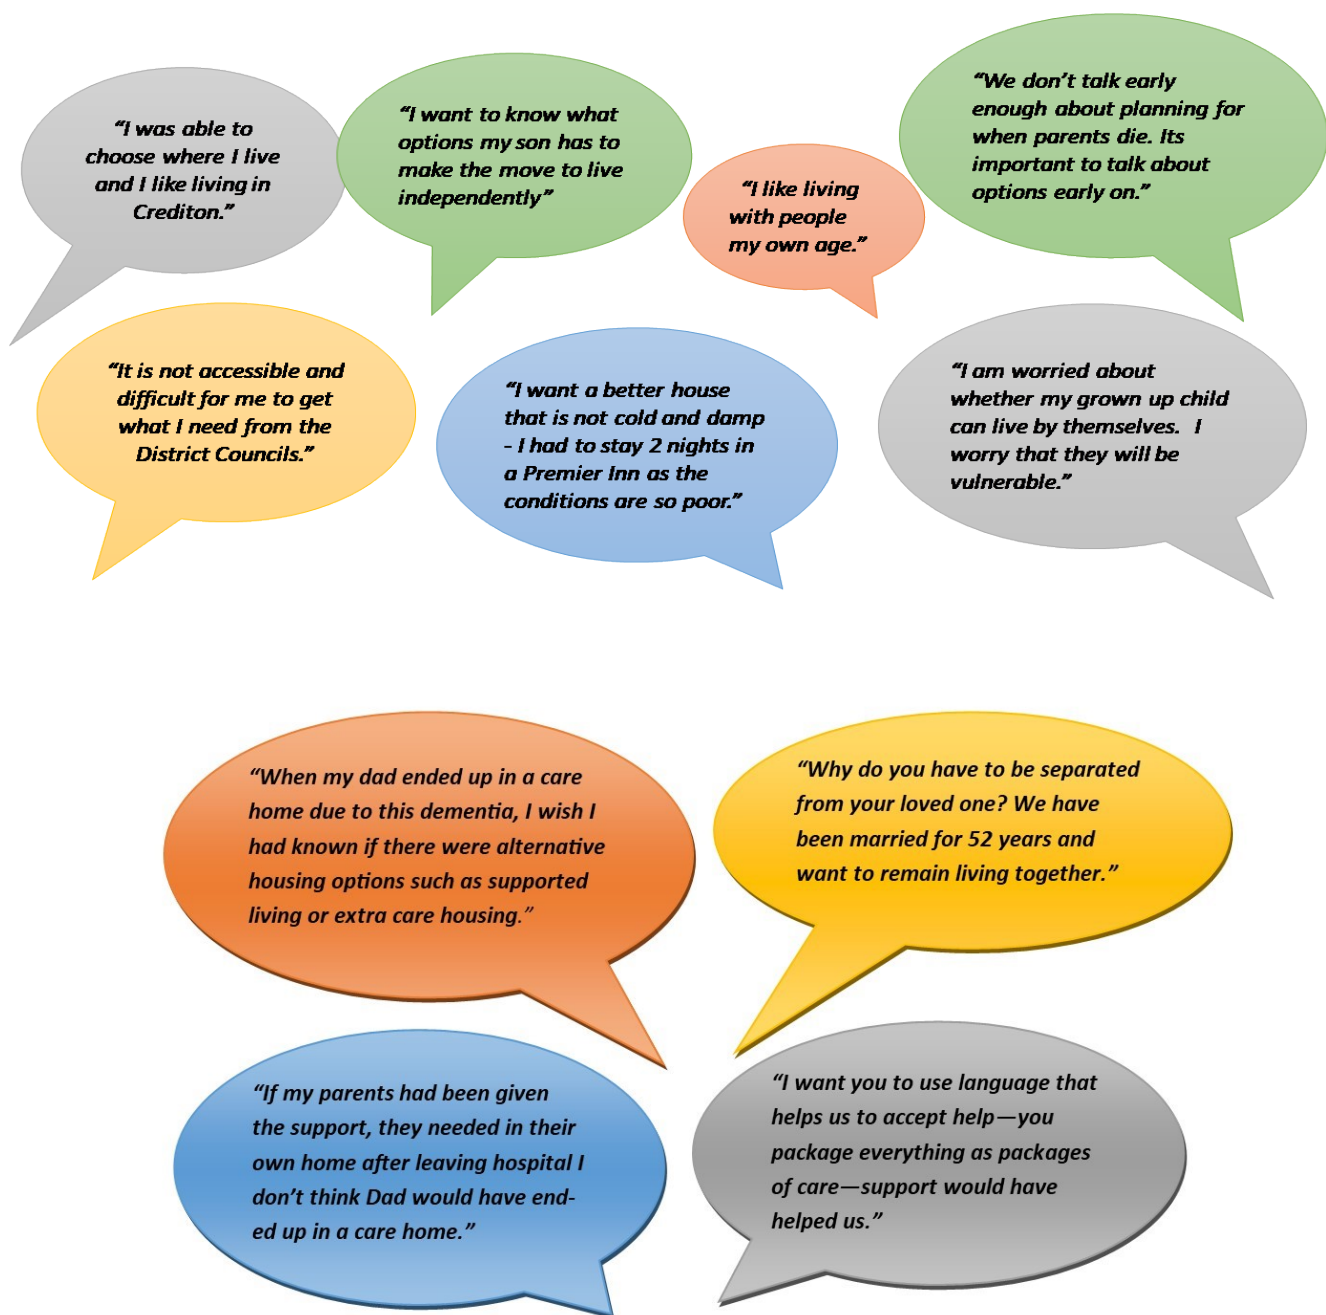 “I was able to
choose where I live
and I like living in
Crediton.”
“I want to know what
options my son has to
make the move to live
independently”
“I like living
with people
my own age.”
“We don’t talk early
enough about planning for
when parents die. Its
important to talk about
options early on.”
“It is not accessible and
difficult for me to get
what I need from the
District Councils.”
“I want a better house
that is not cold and damp
- I had to stay 2 nights in
a Premier Inn as the
conditions are so poor.”
“I am worried about
whether my grown up child
can live by themselves.  I
worry that they will be
vulnerable.”
“When my dad ended up in a care
home due to this dementia, I wish I
had known if there were alternative
housing options such as supported
living or extra care housing.”
“Why do you have to be separated
from your loved one? We have
been married for 52 years and
want to remain living together.”
“If my parents had been given
the support, they needed in their
own home after leaving hospital I
don’t think Dad would have end-
ed up in a care home.”
“I want you to use language that
helps us to accept help—you
package everything as packages
of care—support would have
helped us.”